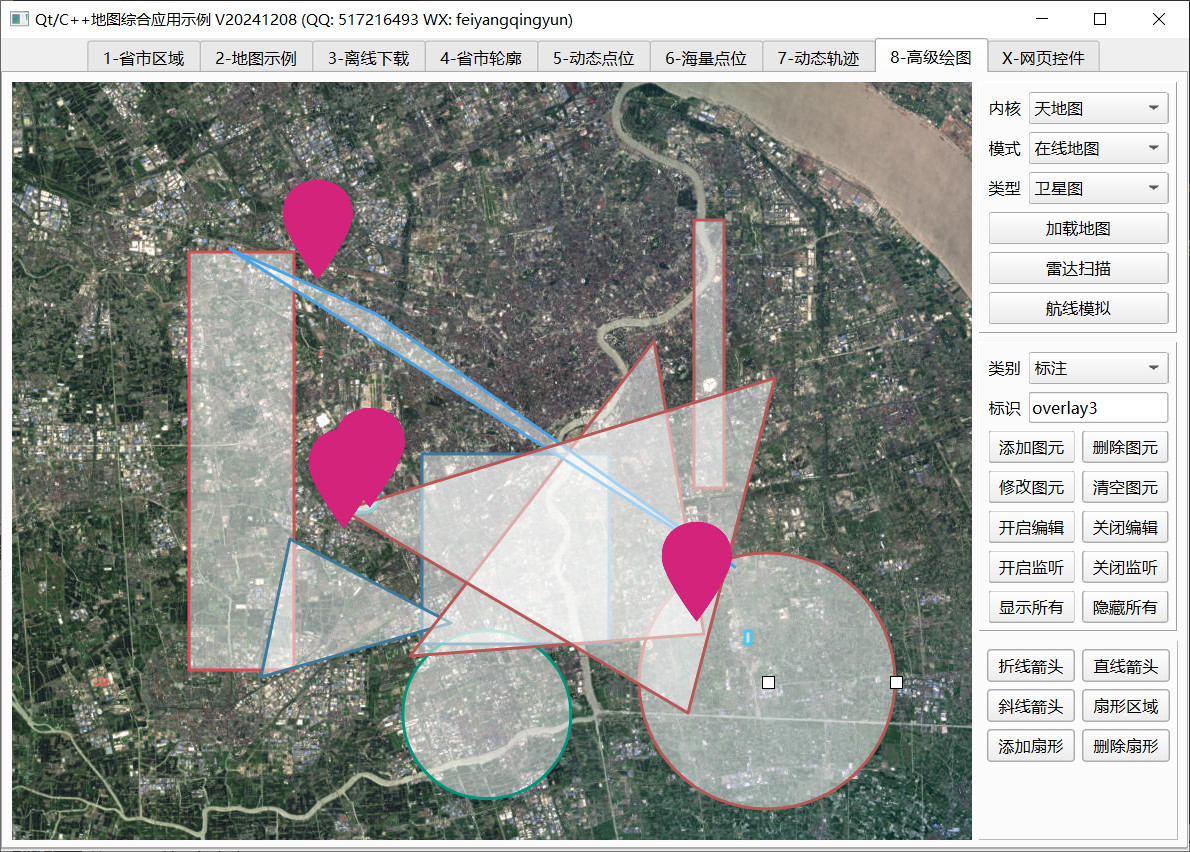 Qt/C++地图综合应用示例 V20241208 (QQ: 517216493 WX: feiyangqingyun)
1-省市区域 2-地图示例 3-离线下载 4-省市轮廓 5-动态点位 6-海量点位 7-动态轨迹 8-高级绘图 X-网页控件
内核 天地图
模式 在线地图
类型 卫星图
加载地图
雷达扫描
航线模拟
类别 标注
标识 overlay3
添加图元 删除图元
修改图元 清空图元
开启编辑 关闭编辑
开启监听 关闭监听
显示所有 隐藏所有
折线箭头 直线箭头
斜线箭头 扇形区域
添加扇形 删除扇形